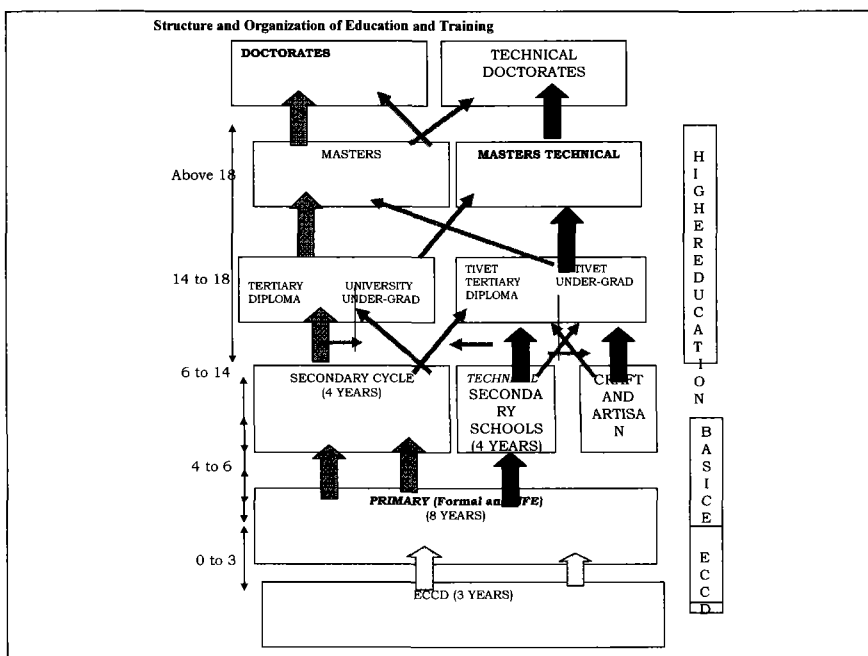 Structure and Organization of Education and Training
DOCTORATES
TECHNICAL
DOCTORATES
Above 18
MASTERS
MASTERS TECHNICAL
14 to 18
TERTIARY
DIPLOMA
UNIVERSITY
UNDER-GRAD
TIVET
TERTIARY
DIPLOMA
TIVET
UNDER-GRAD
6 to 14
SECONDARY CYCLE
(4 YEARS)
TECHNICAL
SECONDA
RY
SCHOOLS
(4 YEARS)
CRAFT
AND
ARTISA
N
4 to 6
PRIMARY (Formal and NFE)
(8 YEARS)
0 to 3
ECCD (3 YEARS)
H
I
G
H
E
R
E
D
U
C
A
T
I
O
N
B
A
S
I
C
E
E
C
C
D